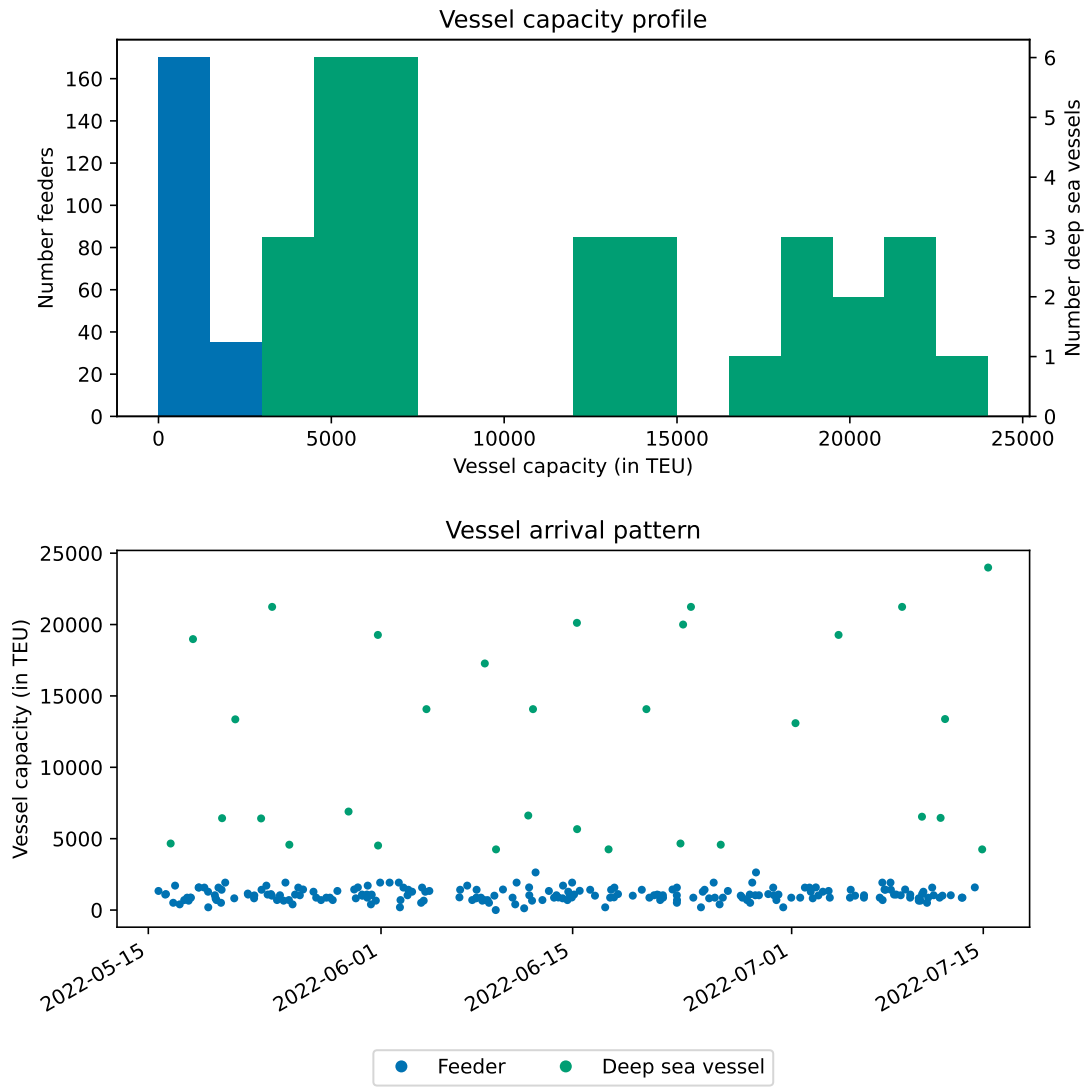 Vessel capacity profile
Number feeders
160
140
120
100
80
60
40
20
0
6
5
4
3
2
1
0
Number deep sea vessels
0 5000 10000 15000 20000 25000
Vessel capacity (in TEU)
Vessel arrival pattern
Vessel capacity (in TEU)
25000
20000
15000
10000
5000
0
2022-05-15 2022-06-01 2022-06-15 2022-07-01 2022-07-15
Feeder Deep sea vessel